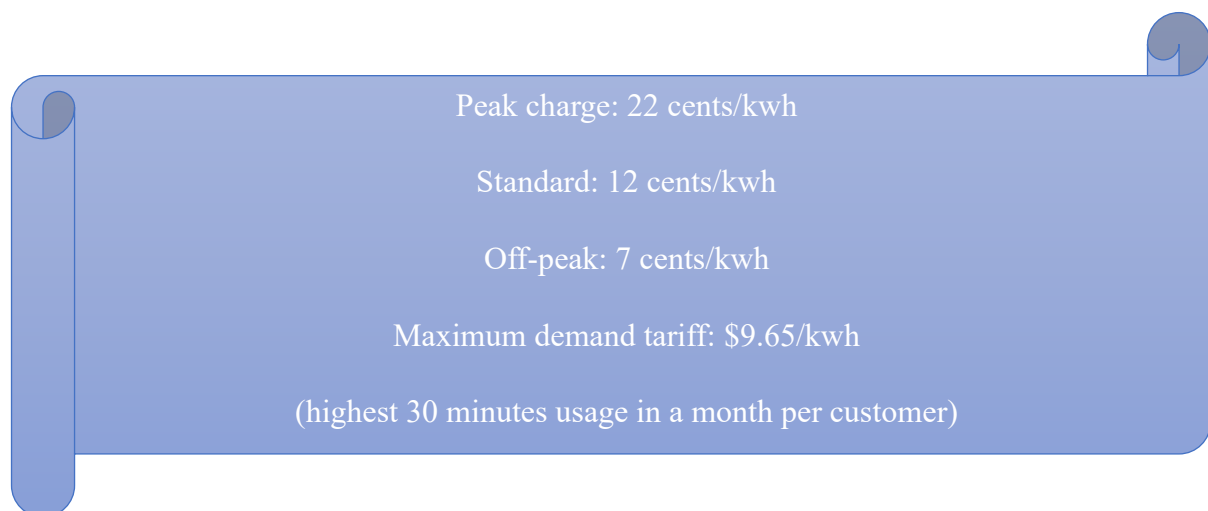 Peak charge: 22 cents/kwh
Standard: 12 cents/kwh
Off-peak: 7 cents/kwh
Maximum demand tariff: $9.65/kwh
(highest 30 minutes usage in a month per customer)